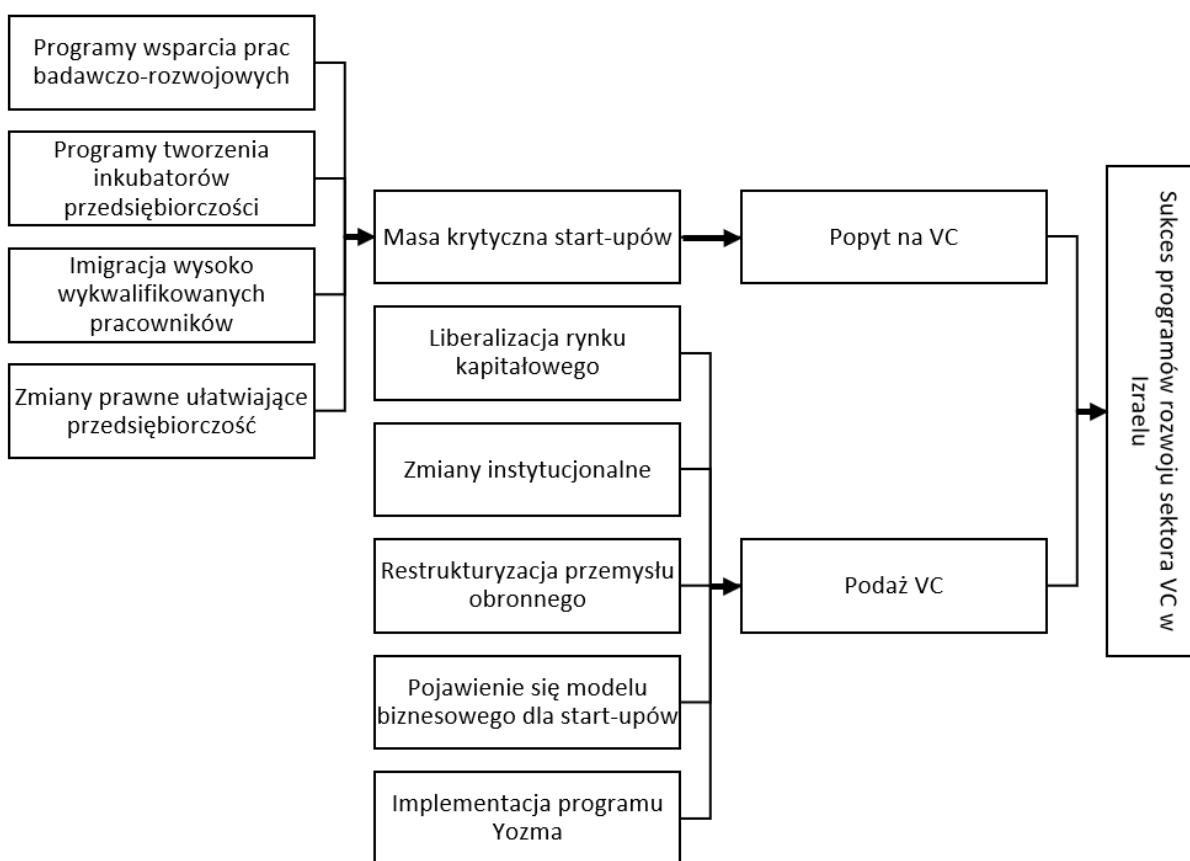 Programy wsparcia prac
badawczo-rozwojowych
Programy tworzenia
inkubatorów
przedsiębiorczości
Imigracja wysoko
wykwalifikowanych
pracowników
Zmiany prawne ułatwiające
przedsiębiorczość
Masa krytyczna start-upów
Liberalizacja rynku
kapitałowego
Zmiany instytucjonalne
Restrukturyzacja przemysłu
obronnego
Pojawienie się modelu
biznesowego dla start-upów
Implementacja programu
Yozma
Popyt na VC
Podaż VC
Sukces programów rozwoju sektora VC w
Izraelu